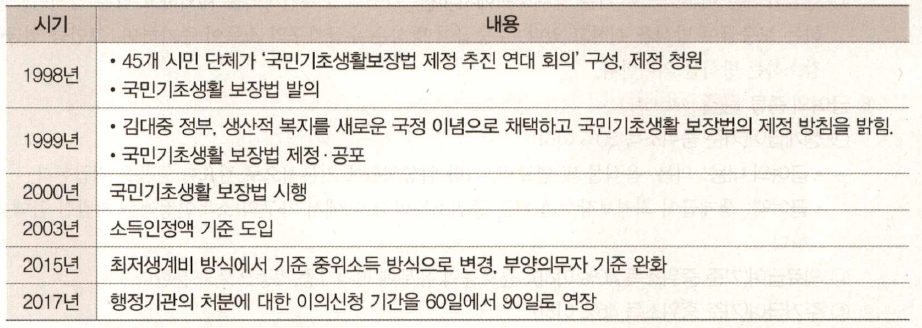 시기 내용
1998년 • 45개 시민 단체가 ‘국민기초생활보장법 제정 추진 연대 회의’ 구성, 제정 청원
• 국민기초생활 보장법 발의
1999년 • 김대중 정부, 생산적 복지를 새로운 국정 이념으로 채택하고 국민기초생활 보장법의 제정 방침을 밝힘.
• 국민기초생활 보장법 제정·공포
2000년 국민기초생활 보장법 시행
2003년 소득인정액 기준 도입
2015년 최저생계비 방식에서 기준 중위소득 방식으로 변경, 부양의무자 기준 완화
2017년 행정기관의 처분에 대한 이의신청 기간을 60일에서 90일로 연장